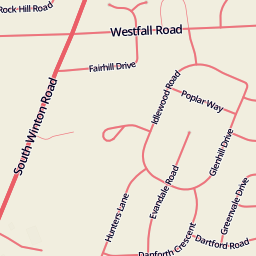 Rock Hill Road
Westfall Road
Fairhill Drive
South Winton Road
Idlewood Road
Poplar Way
Glenhill Drive
Evandale Road
Hunters Lane
Greenvale Drive
Danforth Crescent
Dartford Road